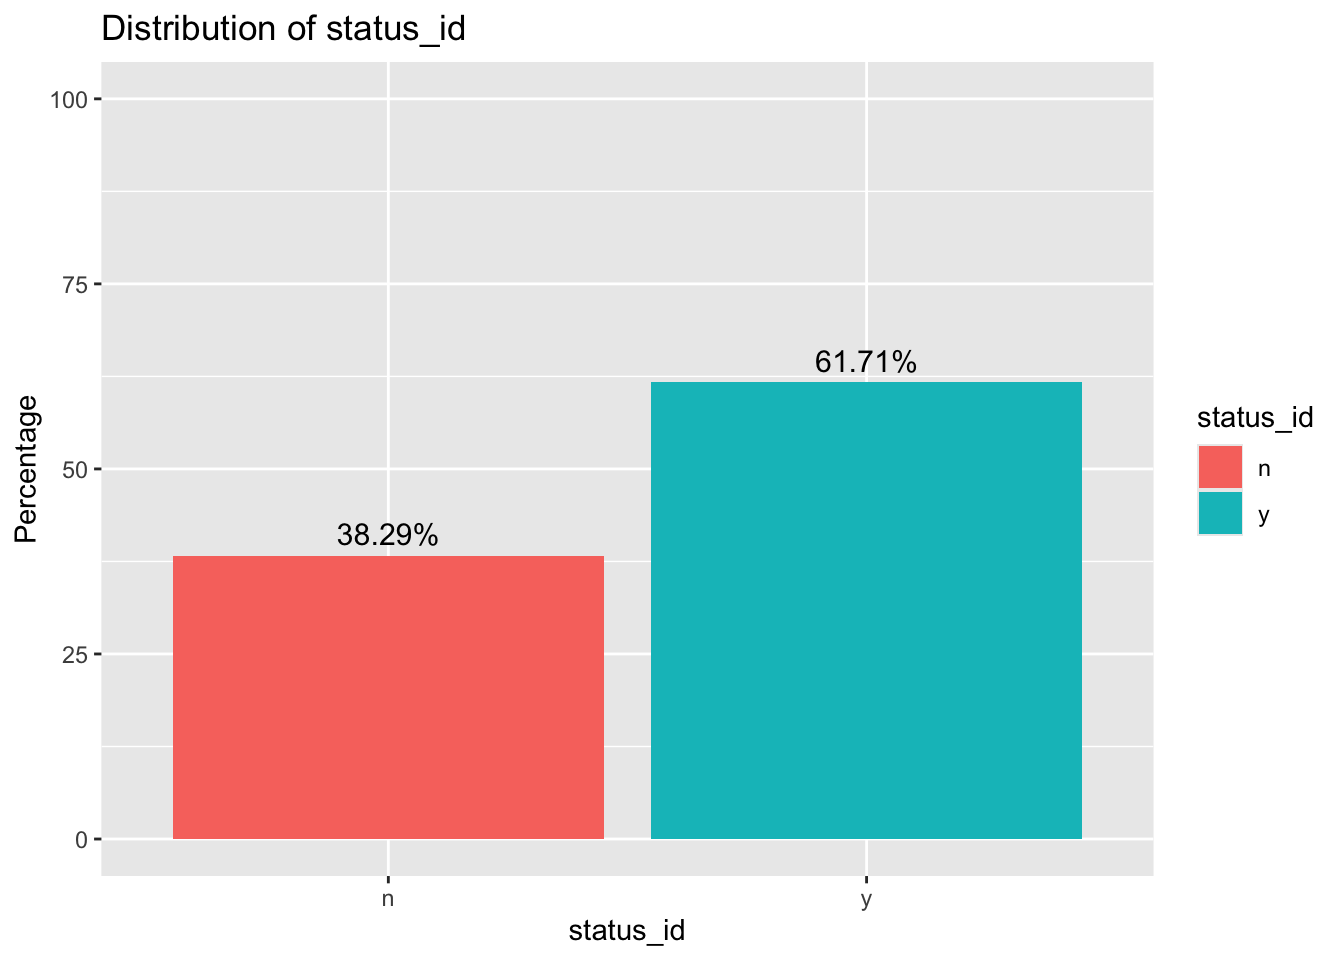 Distribution of status_id
100
75
50
25
0
Percentage
38.29%
61.71%
n
y
status_id
status_id
n
y